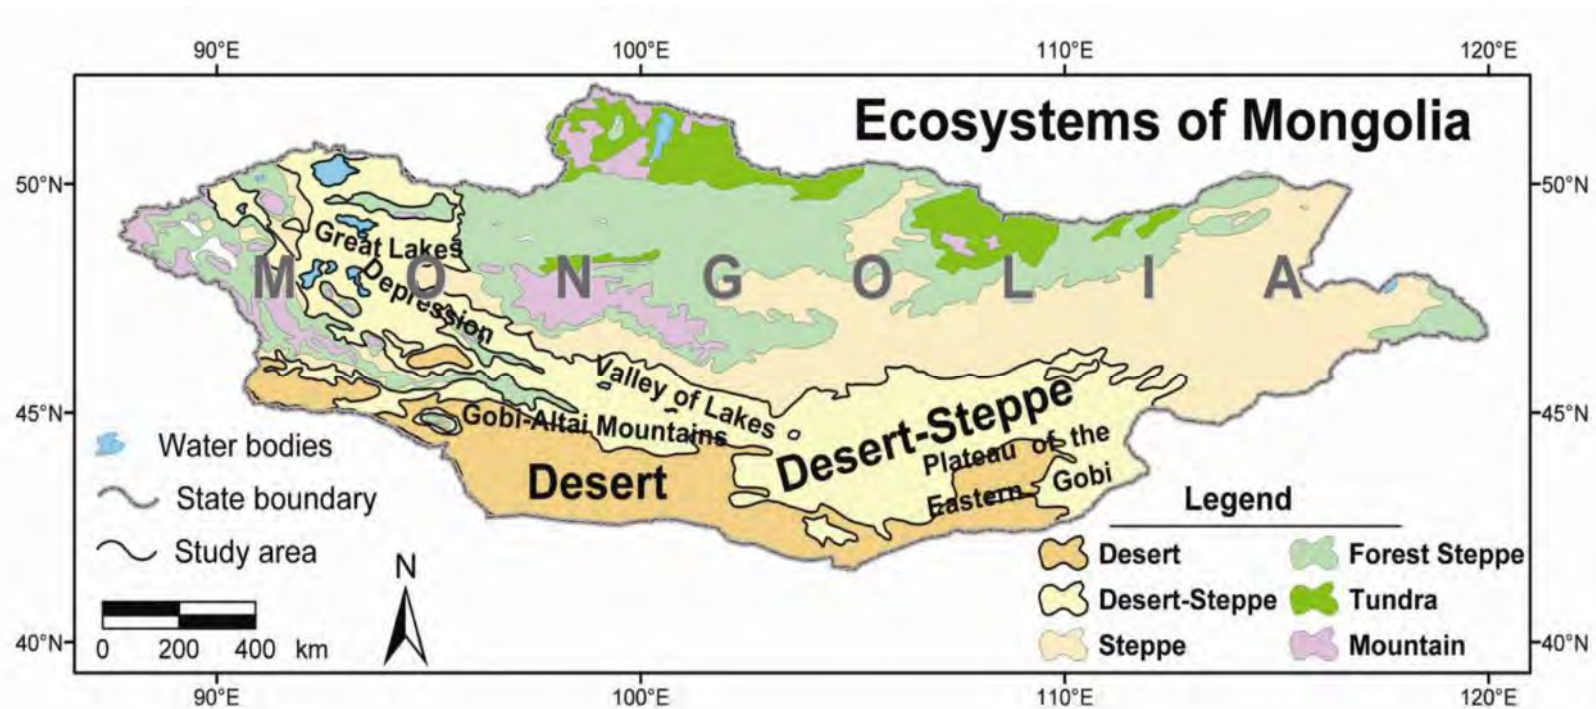 90°E 100°E 110°E 120°E
Ecosystems of Mongolia
50°N 50°N
Great Lakes
Depression
MONGOLIA
Valley of Lakes
Gobi-Altai Mountains
Desert-Steppe
Plateau of the
Eastern Gobi
Desert
45°N 45°N
Water bodies
State boundary
Study area
N
0 200 400 km
Legend
Desert
Desert-Steppe
Steppe
Forest Steppe
Tundra
Mountain
40°N 40°N
90°E 100°E 110°E 120°E